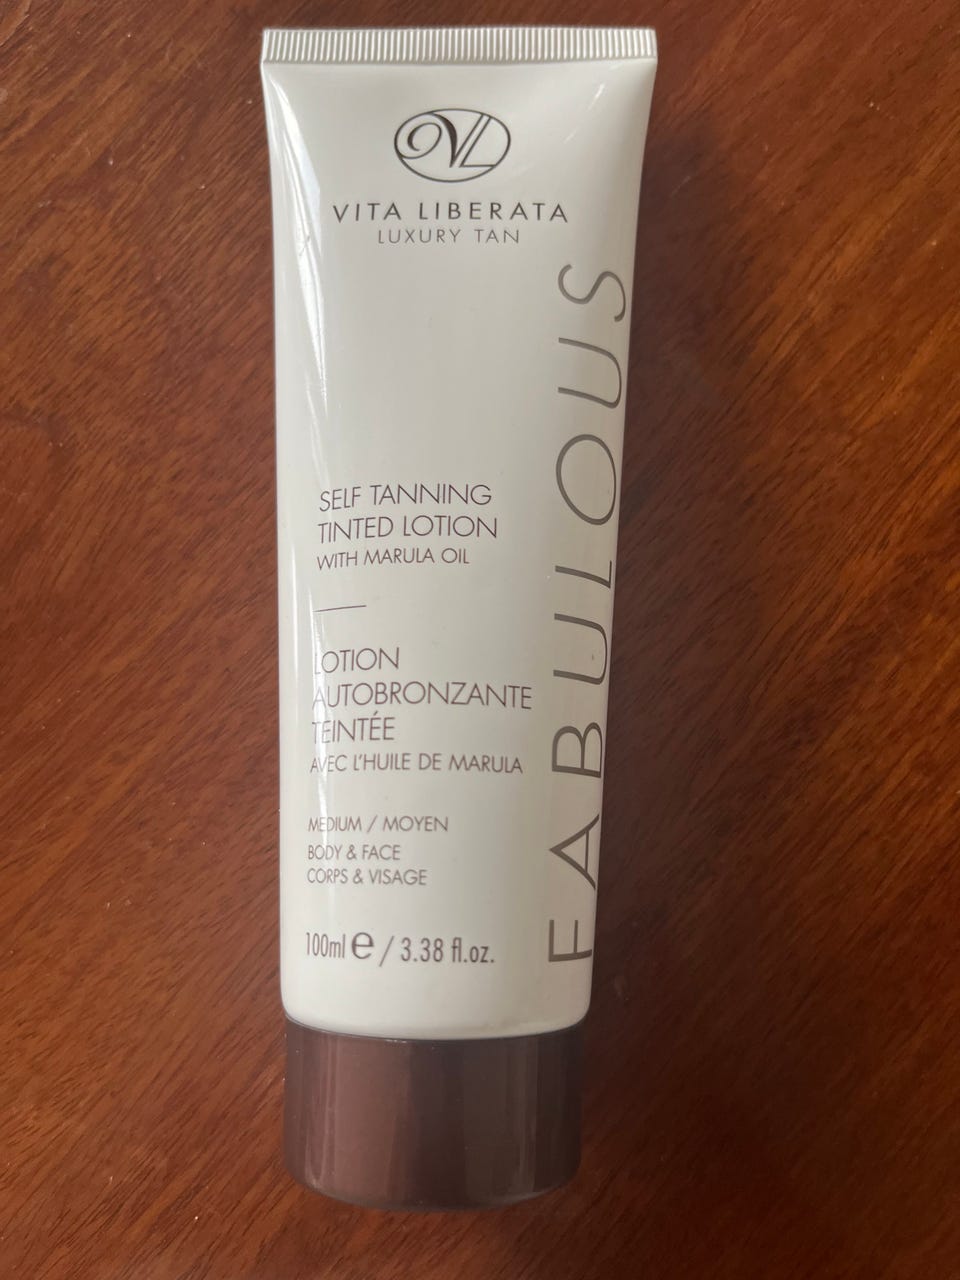 VL
VITA LIBERATA
LUXURY TAN
FABULOUS
SELF TANNING
TINTED LOTION
WITH MARULA OIL
LOTION
AUTOBRONZANTE
TEINTÉE
AVEC L'HUILE DE MARULA
MEDIUM / MOYEN
BODY & FACE
CORPS & VISAGE
100ml e / 3.38 fl.oz.